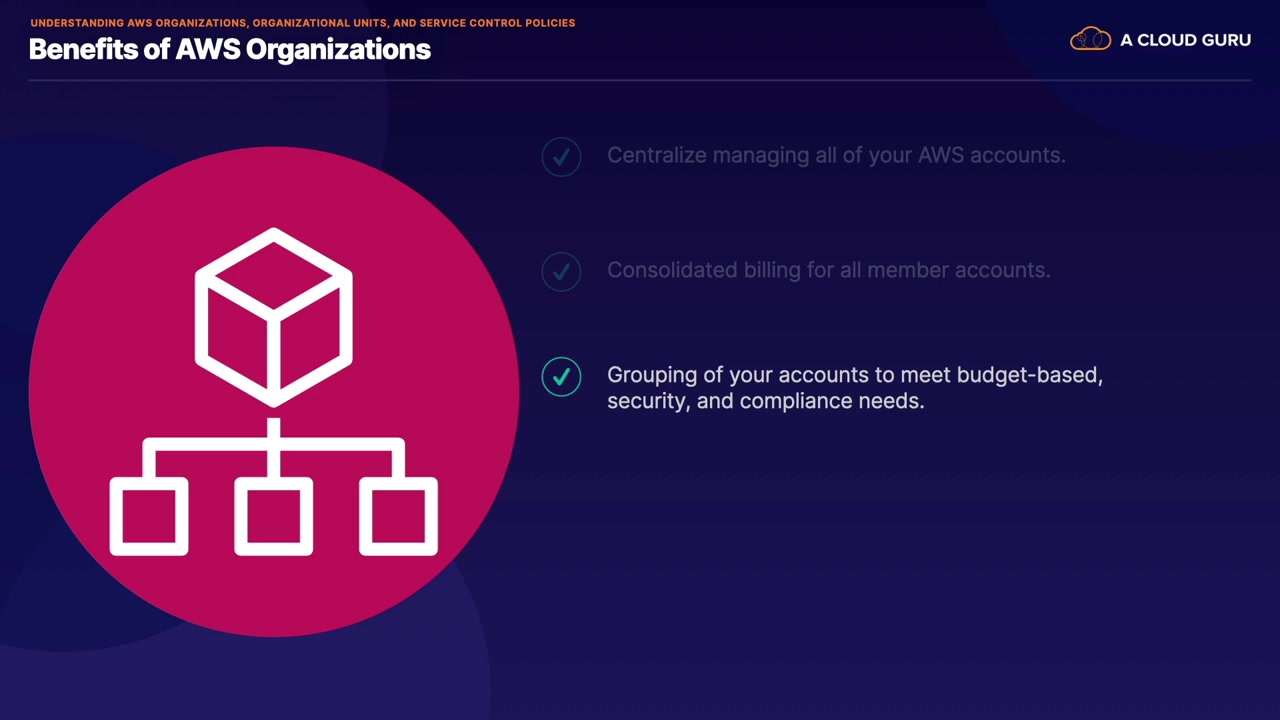 UNDERSTANDING AWS ORGANIZATIONS, ORGANIZATIONAL UNITS, AND SERVICE CONTROL POLICIES
Benefits of AWS Organizations
A CLOUD GURU
Centralize managing all of your AWS accounts.
Consolidated billing for all member accounts.
Grouping of your accounts to meet budget-based,
security, and compliance needs.